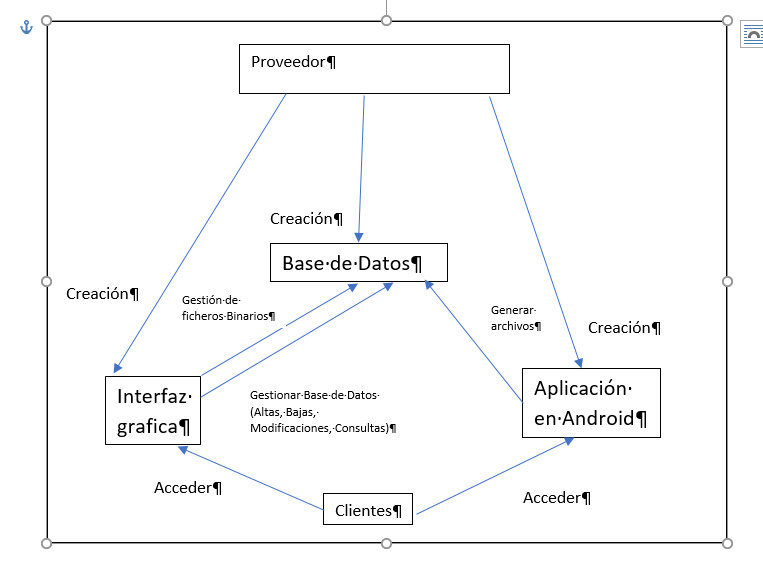 Proveedor¶
Creación¶
Base·de·Datos¶
Creación¶
Gestión·de·
ficheros·Binarios¶
Generar·
archivos¶
Creación¶
Interfaz·
grafica¶
Gestionar·Base·de·Datos·
(Altas,·Bajas,·
Modificaciones,·Consultas)¶
Aplicación·
en·Android¶
Acceder¶
Clientes¶
Acceder¶